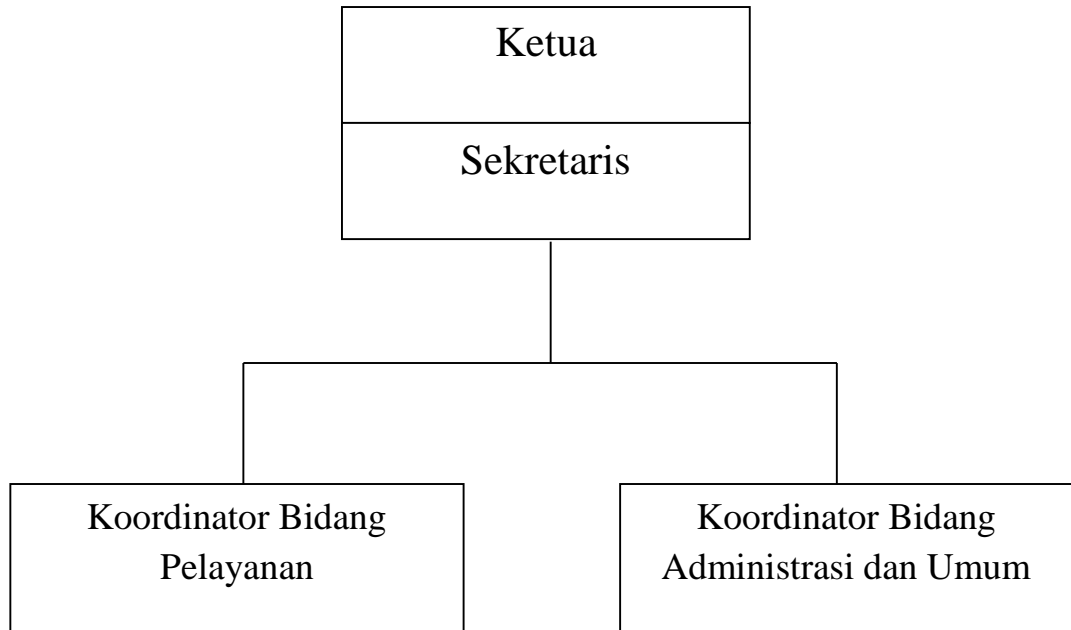 Ketua
Sekretaris
Koordinator Bidang
Pelayanan
Koordinator Bidang
Administrasi dan Umum